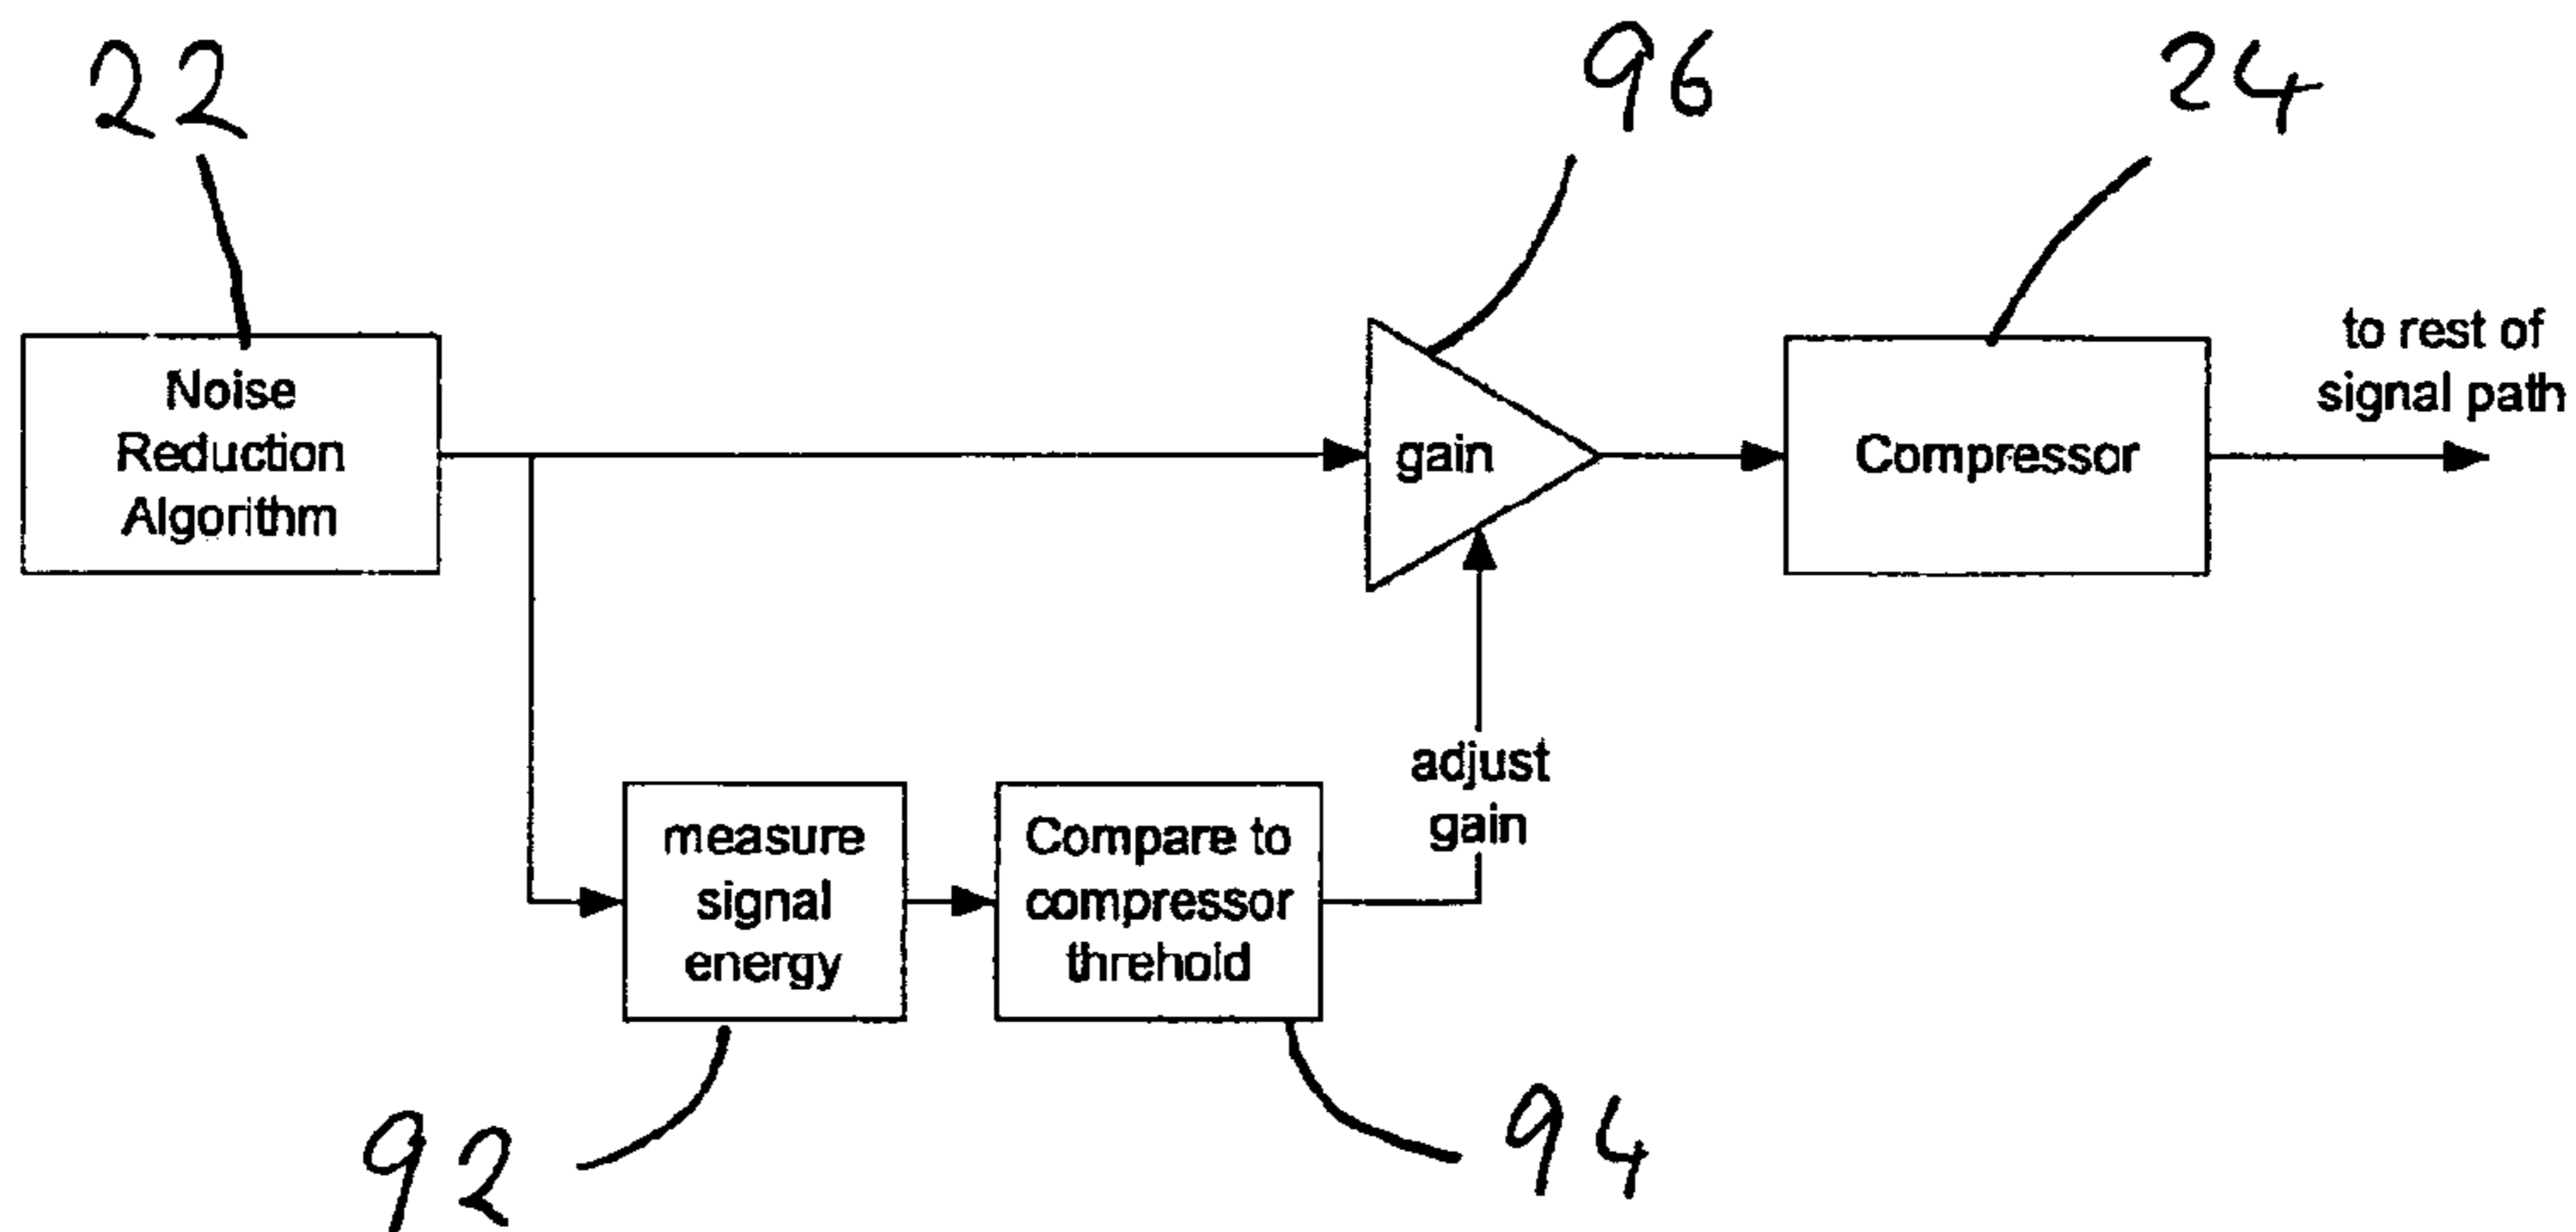 22
96
24
Noise
Reduction
Algorithm
gain
Compressor
to rest of
signal path
adjust
gain
measure
signal
energy
Compare to
compressor
threhold
92
94